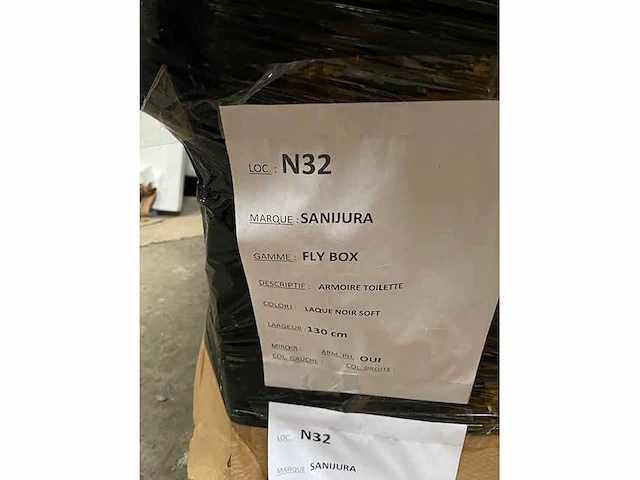 LOC. : N32
MARQUE : SANIJURA
GAMME : FLY BOX
DESCRIPTIF : ARMOIRE TOILETTE
COLORI : LAQUE NOIR SOFT
LARGEUR : 130 cm
MIROIR : ARM. PH. OUI
COL. GAUCHE : COL. DROITE :
LOC. : N32
MARQUE : SANIJURA